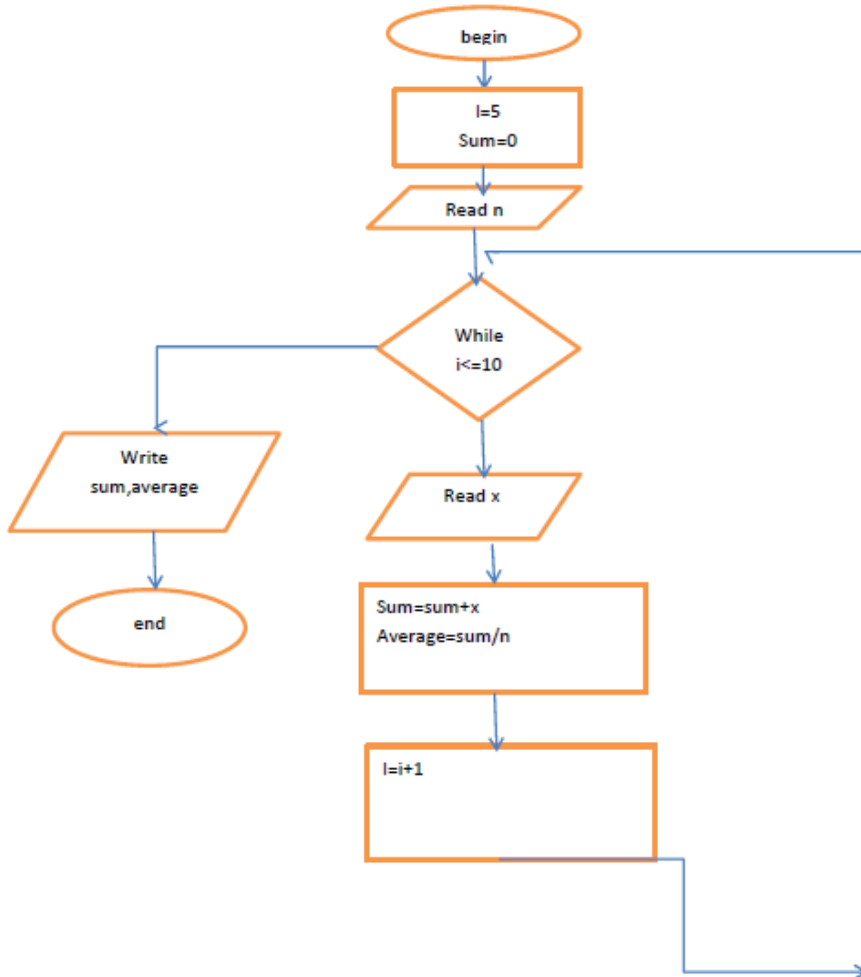 begin
I=5
Sum=0
Read n
While
i<=10
Write
sum,average
Read x
end
Sum=sum+x
Average=sum/n
I=i+1